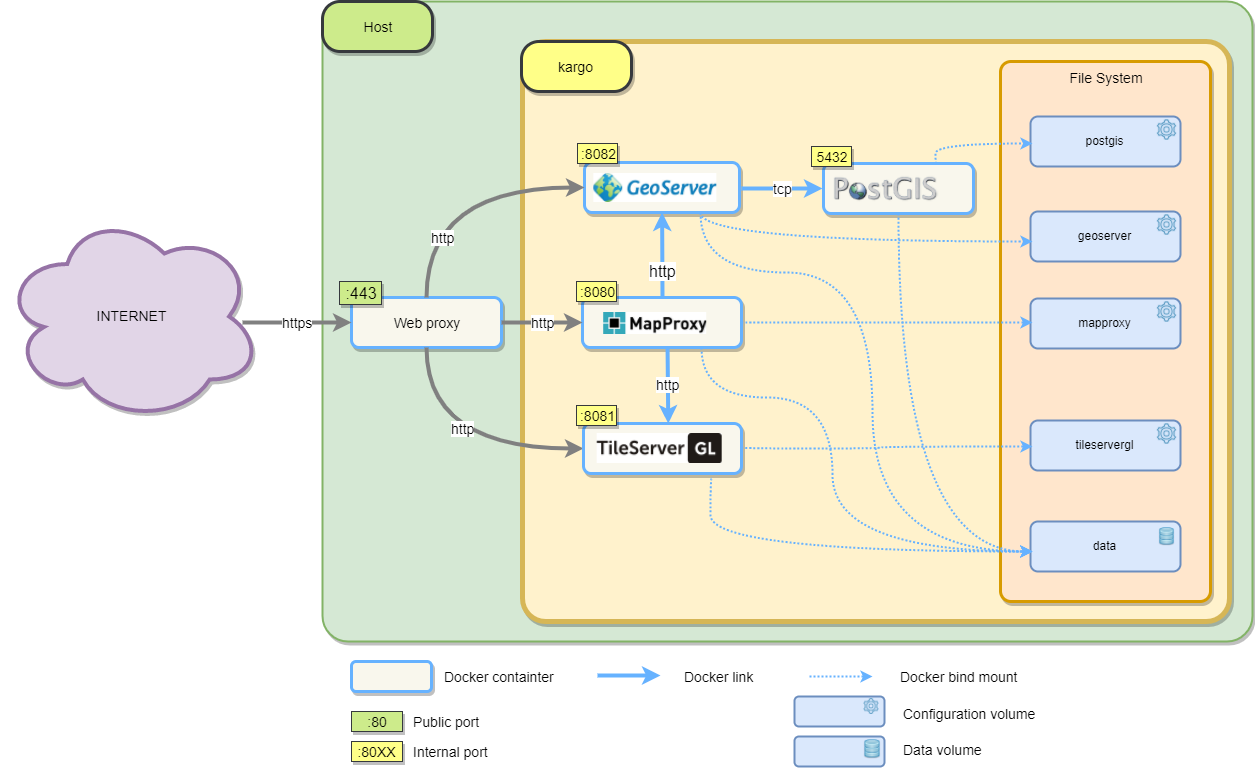 Host
kargo
File System
:8082
5432
postgis
GeoServer
tcp
PostGIS
http
geoserver
http
:443
:8080
INTERNET
https
Web proxy
http
MapProxy
mapproxy
http
:8081
http
TileServer GL
tileservergl
data
Docker containter
Docker link
Docker bind mount
:80
Public port
Configuration volume
:80XX
Internal port
Data volume